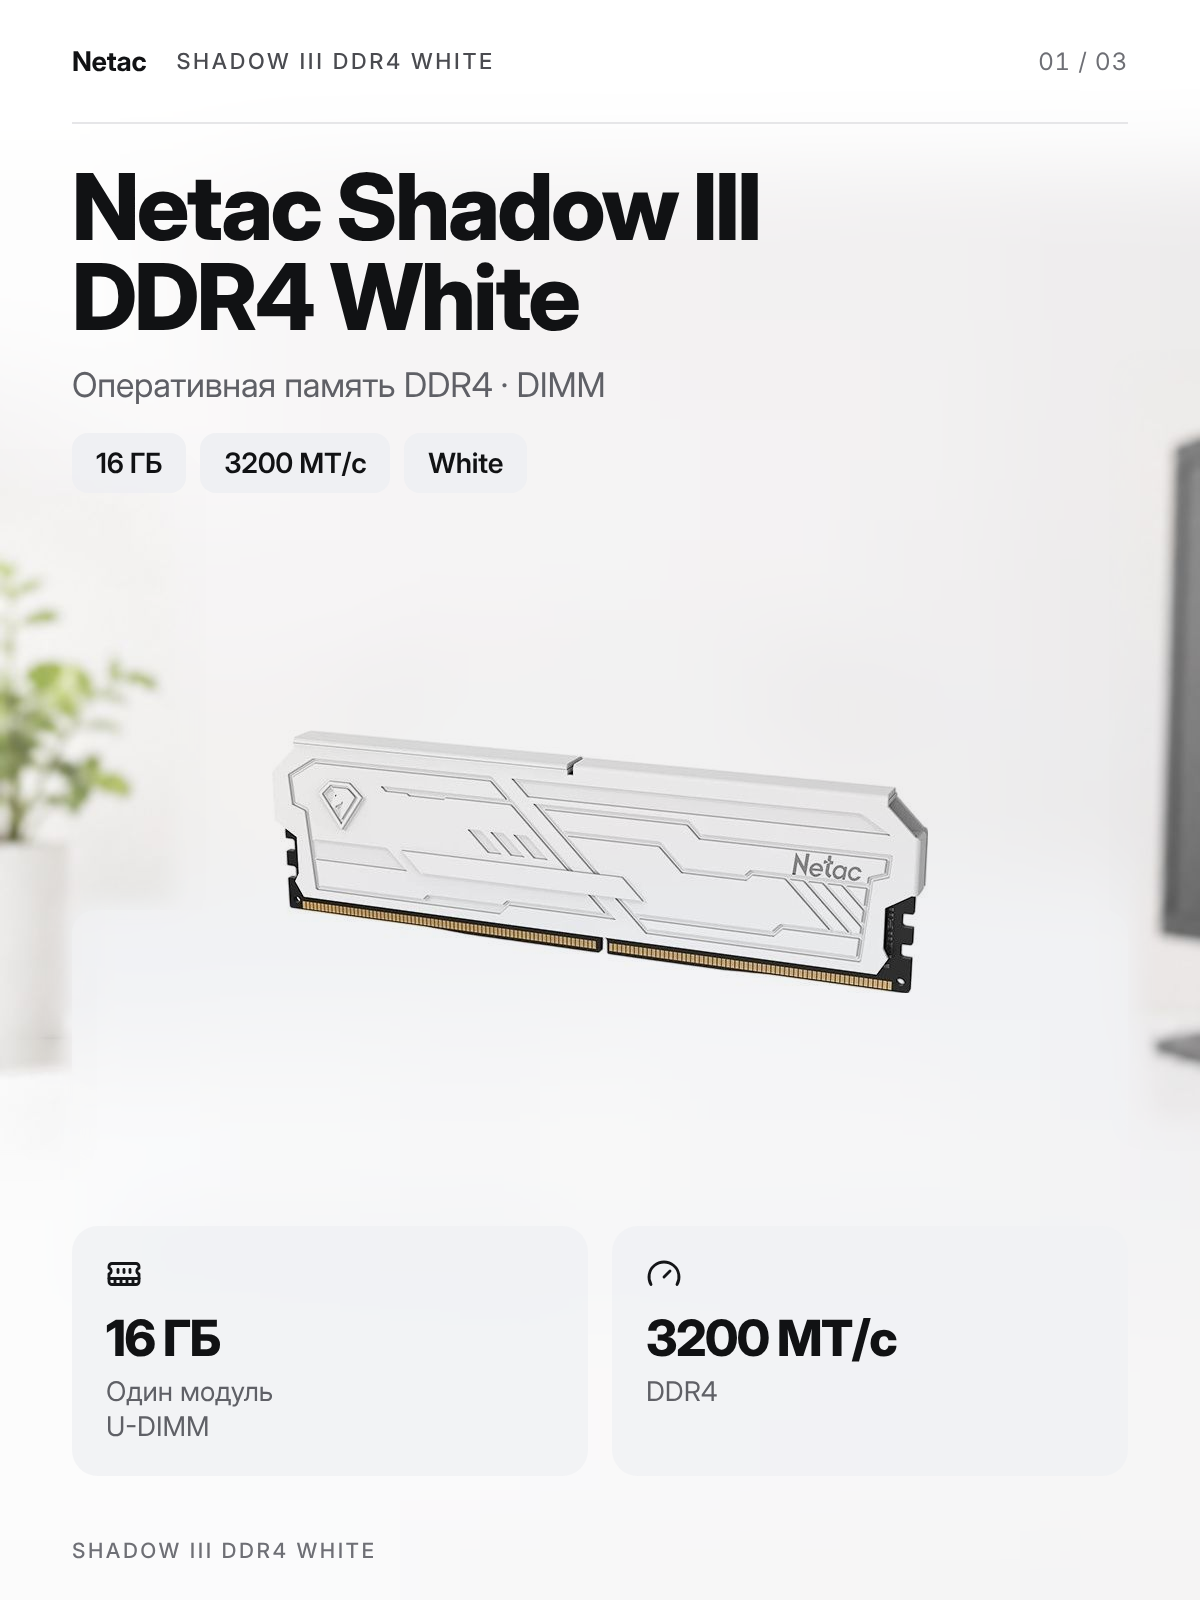 Netac SHADOW III DDR4 WHITE 01 / 03
Netac Shadow III
DDR4 White
Оперативная память DDR4 · DIMM
16 ГБ 3200 МТ/с White
Netac
16 ГБ
Один модуль
U-DIMM
3200 МТ/с
DDR4
SHADOW III DDR4 WHITE